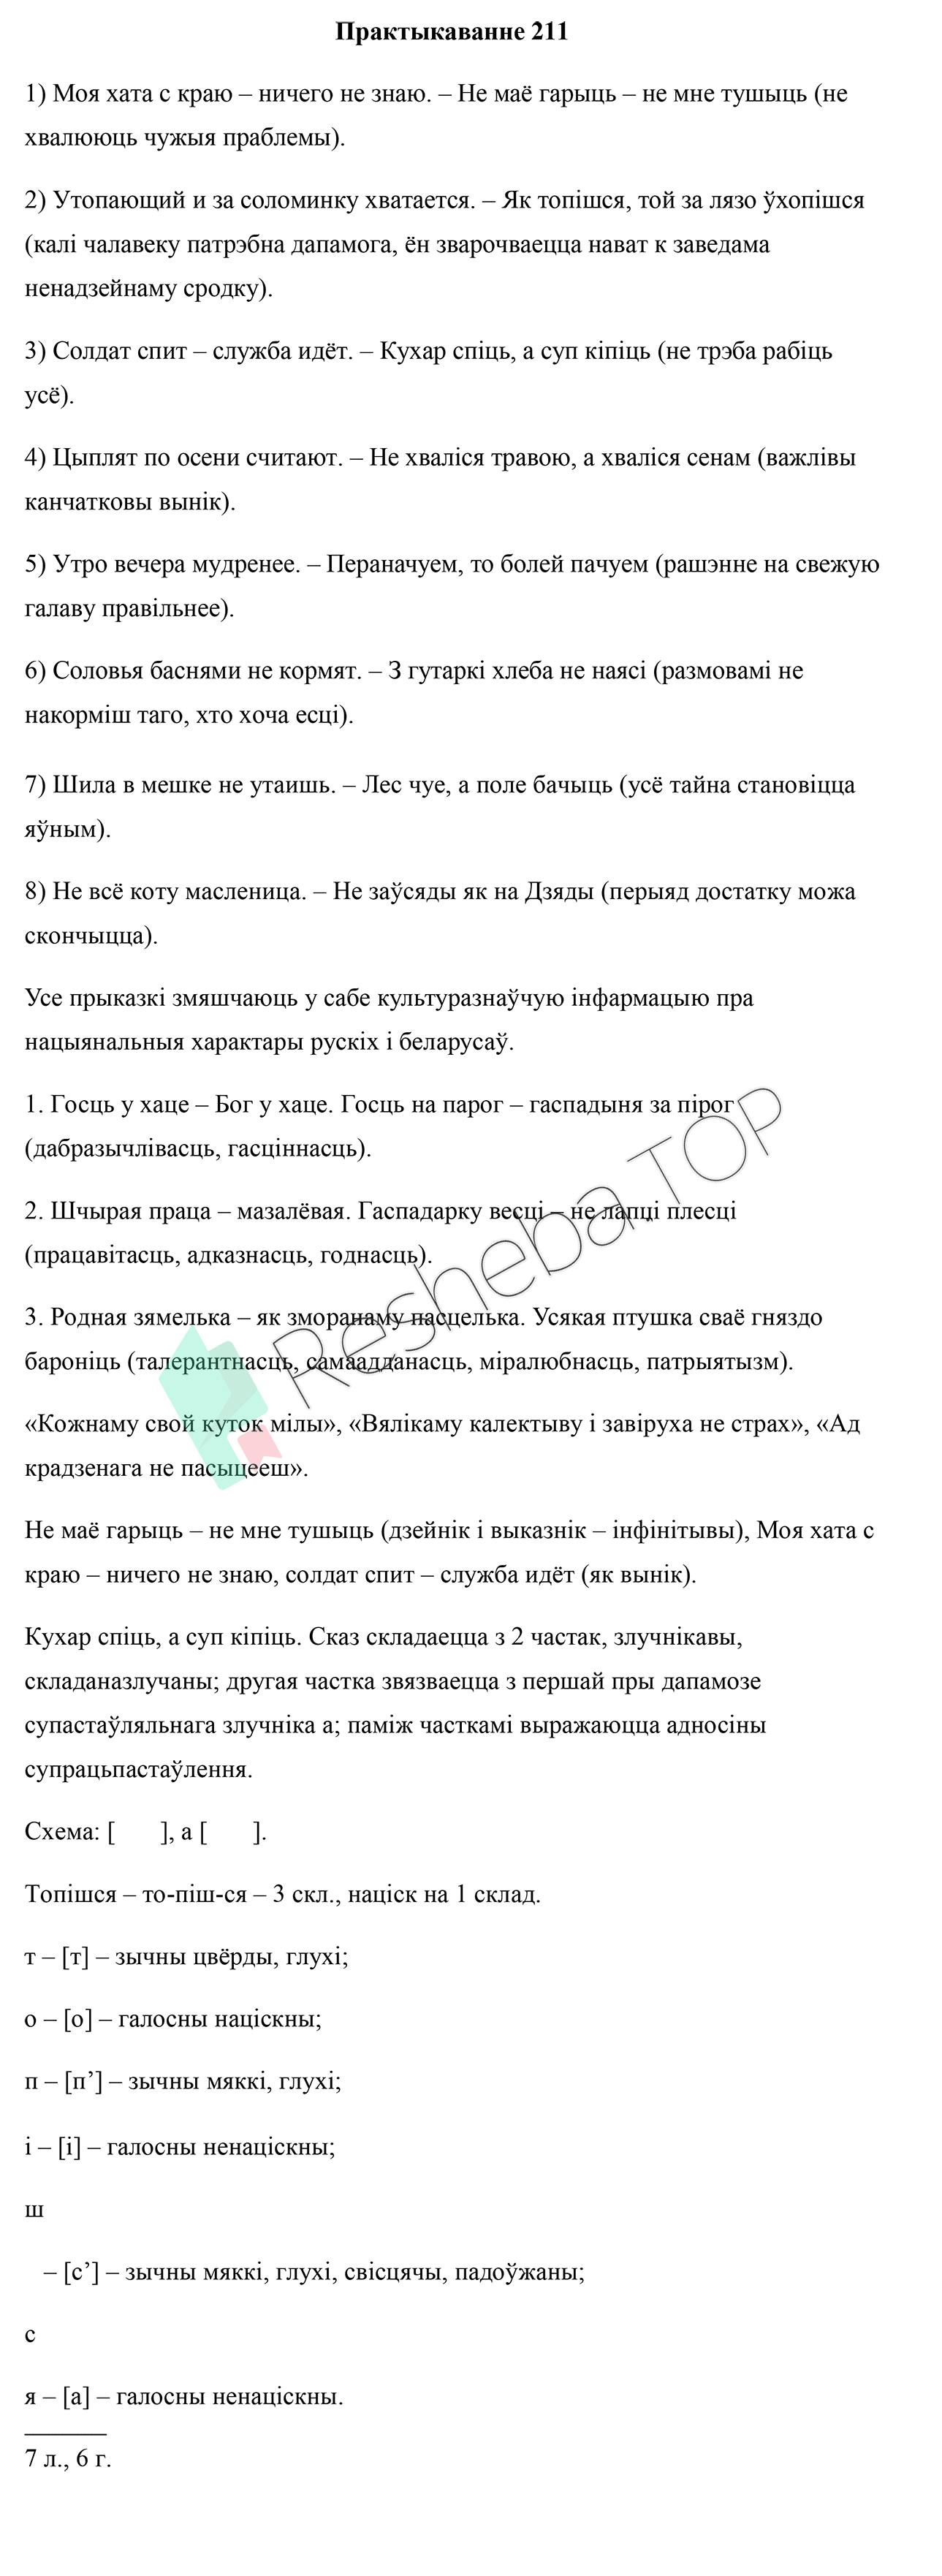 Практыкаванне 211
1) Моя хата с краю – ничего не знаю. – Не маё гарыць – не мне тушыць (не
хвалююць чужыя праблемы).
2) Утопающий и за соломинку хватается. – Як топішся, той за лязо ўхопішся
(калі чалавеку патрэбна дапамога, ён зварочваецца нават к заведама
ненадзейнаму сродку).
3) Солдат спит – служба идёт. – Кухар спіць, а суп кіпіць (не трэба рабіць
усё).
4) Цыплят по осени считают. – Не хваліся травою, а хваліся сенам (важлівы
канчатковы вынік).
5) Утро вечера мудренее. – Пераначуем, то болей пачуем (рашэнне на свежую
галаву правільнее).
6) Соловья баснями не кормят. – З гутаркі хлеба не наясі (размовамі не
накорміш таго, хто хоча есці).
7) Шила в мешке не утаишь. – Лес чуе, а поле бачыць (усё тайна становіцца
яўным).
8) Не всё коту масленица. – Не заўсяды як на Дзяды (перыяд достатку можа
скончыцца).
Усе прыказкі змяшчаюць у сабе культуразнаўчую інфармацыю пра
нацыянальныя характары рускіх і беларусаў.
1. Госць у хаце – Бог у хаце. Госць на парог – гаспадыня за пірог
(дабразычлівасць, гасціннасць).
2. Шчырая праца – мазалёвая. Гаспадарку весці – не лапці плесці
(працавітасць, адказнасць, годнасць).
3. Родная зямелька – як зморанаму пасцелька. Усякая птушка сваё гняздо
бароніць (талерантнасць, самаадданасць, міралюбнасць, патрыятызм).
«Кожнаму свой куток мілы», «Вялікаму калектыву і завіруха не страх», «Ад
крадзенага не пасыцееш».
Не маё гарыць – не мне тушыць (дзейнік і выказнік – інфінітывы), Моя хата с
краю – ничего не знаю, солдат спит – служба идёт (як вынік).
Кухар спіць, а суп кіпіць. Сказ складаецца з 2 частак, злучнікавы,
складаназлучаны; другая частка звязваецца з першай пры дапамозе
супастаўляльнага злучніка а; паміж часткамі выражаюцца адносіны
супрацьпастаўлення.
Схема: [ ], а [ ].
Топішся – то-піш-ся – 3 скл., націск на 1 склад.
т – [т] – зычны цвёрды, глухі;
о – [о] – галосны націскны;
п – [п’] – зычны мяккі, глухі;
і – [і] – галосны ненаціскны;
ш
– [с’] – зычны мяккі, глухі, свісцячы, падоўжаны;
с
я – [а] – галосны ненаціскны.
7 л., 6 г.
Resheba TOP